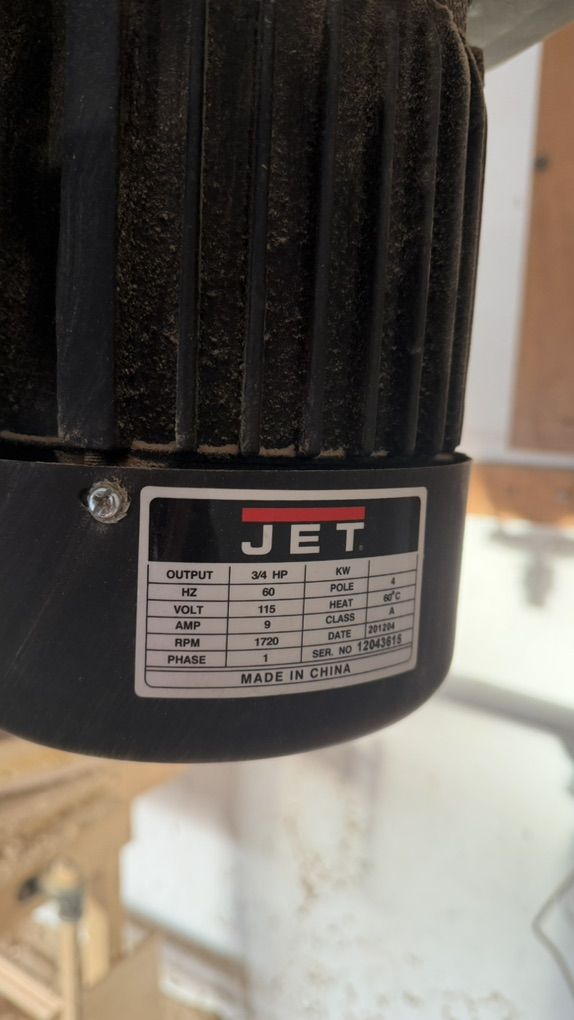 JET
OUTPUT 3/4 HP KW
HZ 60 POLE 4
VOLT 115 HEAT 60°C
AMP 9 CLASS A
RPM 1720 DATE 201204
PHASE 1 SER. NO 12043615
MADE IN CHINA